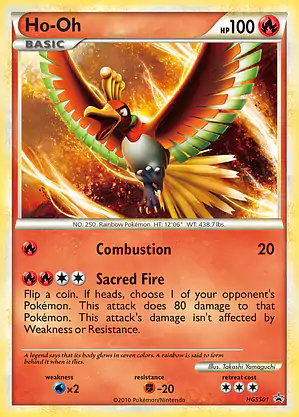 Ho-Oh HP100
BASIC
NO. 250 Rainbow Pokémon HT: 12'06" WT: 438.7 lbs.
Combustion 20
Sacred Fire
Flip a coin. If heads, choose 1 of your opponent's
Pokémon. This attack does 80 damage to that
Pokémon. This attack's damage isn't affected by
Weakness or Resistance.
A legend says that its body glows in seven colors. A rainbow is said to form
behind it when it flies.
Illus. Takashi Yamaguchi
weakness resistance retreat cost
×2 -20
©2010 Pokémon/Nintendo HGSS01